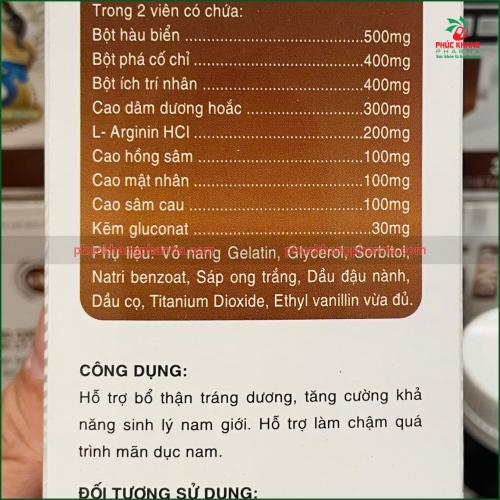 PHÚC KHANG
PHARMA
Trong 2 viên có chứa:
Bột hàu biển ........ 500mg
Bột phá cố chỉ ........ 400mg
Bột ích trí nhân ........ 400mg
Cao dâm dương hoắc ........ 300mg
L- Arginin HCl ........ 200mg
Cao hồng sâm ........ 100mg
Cao mật nhân ........ 100mg
Cao sâm cau ........ 100mg
Kẽm gluconat ........ 30mg
Phụ liệu: Vỏ nang Gelatin, Glycerol, Sorbitol,
Natri benzoat, Sáp ong trắng, Dầu đậu nành,
Dầu cọ, Titanium Dioxide, Ethyl vanillin vừa đủ.
CÔNG DỤNG:
Hỗ trợ bổ thận tráng dương, tăng cường khả
năng sinh lý nam giới. Hỗ trợ làm chậm quá
trình mãn dục nam.
ĐỐI TƯỢNG SỬ DỤNG: